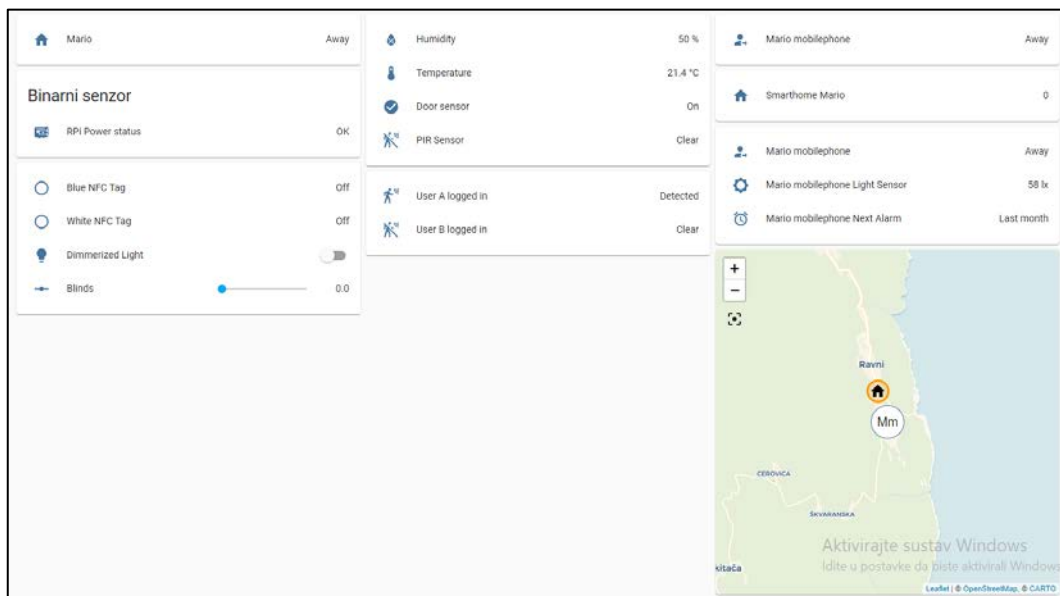 Mario Away
Binarni senzor
RPi Power status OK
Blue NFC Tag Off
White NFC Tag Off
Dimmerized Light
Blinds 0.0
Humidity 50 %
Temperature 21.4 °C
Door sensor On
PIR Sensor Clear
User A logged in Detected
User B logged in Clear
Mario mobilephone Away
Smarthome Mario 0
Mario mobilephone Away
Mario mobilephone Light Sensor 58 lx
Mario mobilephone Next Alarm Last month
+
−
Ravni
Mm
CEROVICA
ŠKVARANSKA
kitača
Aktivirajte sustav Windows
Idite u postavke da biste aktivirali Windows
Leaflet | © OpenStreetMap, © CARTO